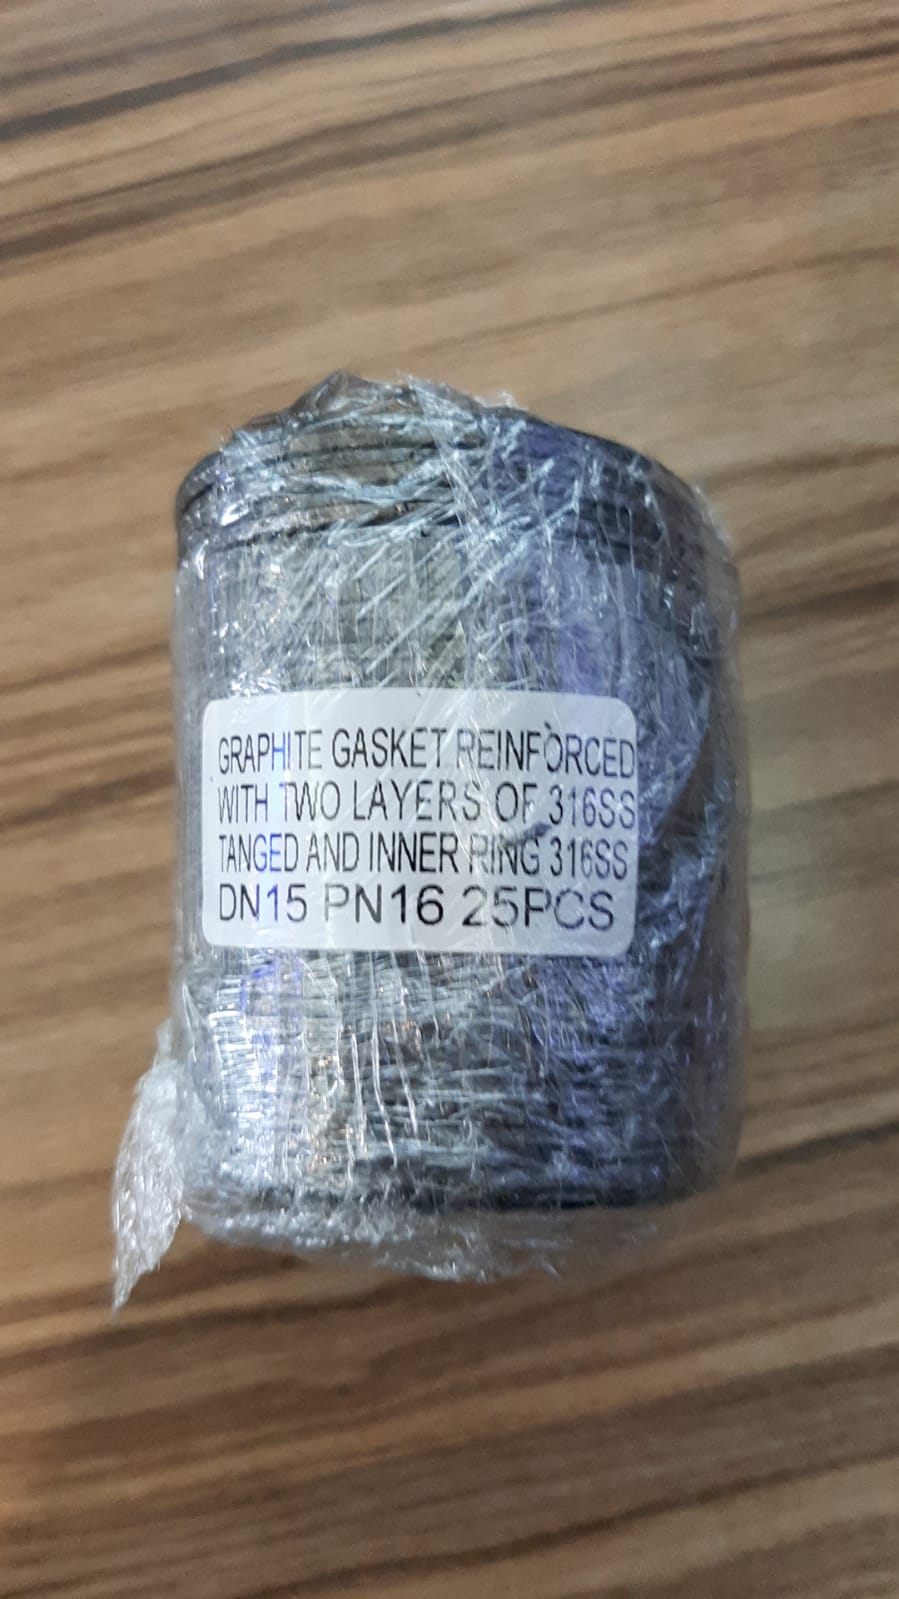 GRAPHITE GASKET REINFORCED
WITH TWO LAYERS OF 316SS
TANGED AND INNER RING 316SS
DN15 PN16 25PCS